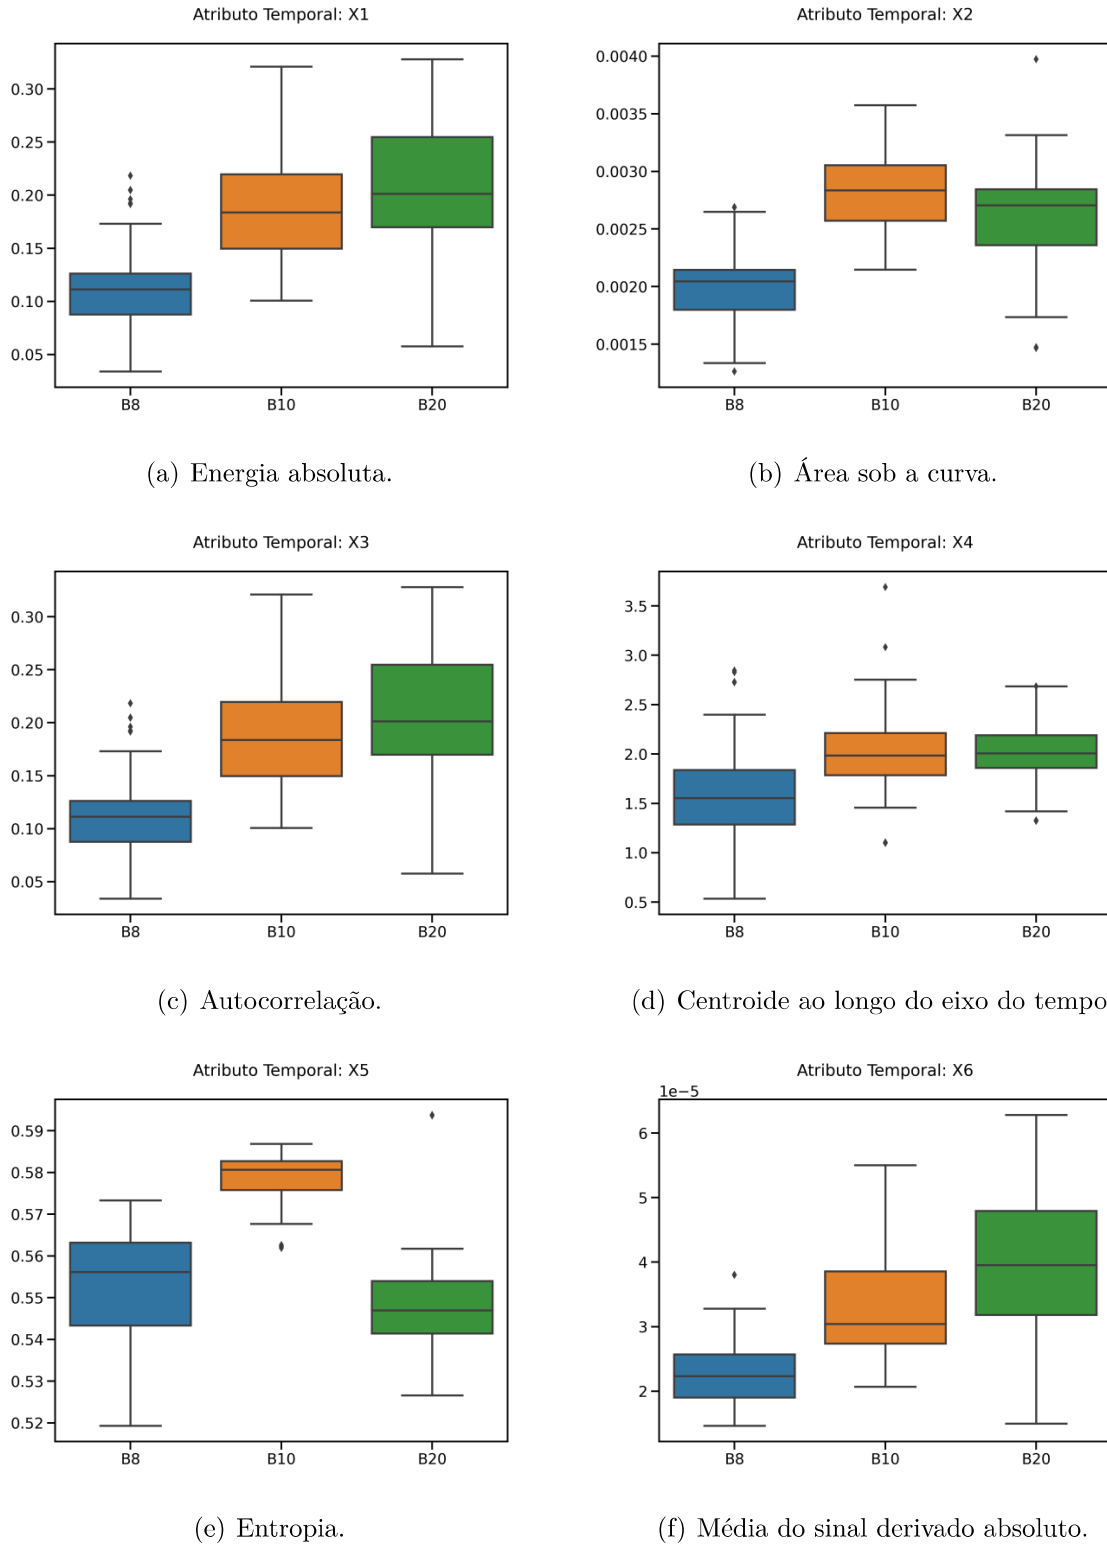 Atributo Temporal: X1
0.30
0.25
0.20
0.15
0.10
0.05
B8 B10 B20
(a) Energia absoluta.
Atributo Temporal: X2
0.0040
0.0035
0.0030
0.0025
0.0020
0.0015
B8 B10 B20
(b) Área sob a curva.
Atributo Temporal: X3
0.30
0.25
0.20
0.15
0.10
0.05
B8 B10 B20
(c) Autocorrelação.
Atributo Temporal: X4
3.5
3.0
2.5
2.0
1.5
1.0
0.5
B8 B10 B20
(d) Centroide ao longo do eixo do tempo
Atributo Temporal: X5
0.59
0.58
0.57
0.56
0.55
0.54
0.53
0.52
B8 B10 B20
(e) Entropia.
Atributo Temporal: X6
1e−5
6
5
4
3
2
B8 B10 B20
(f) Média do sinal derivado absoluto.